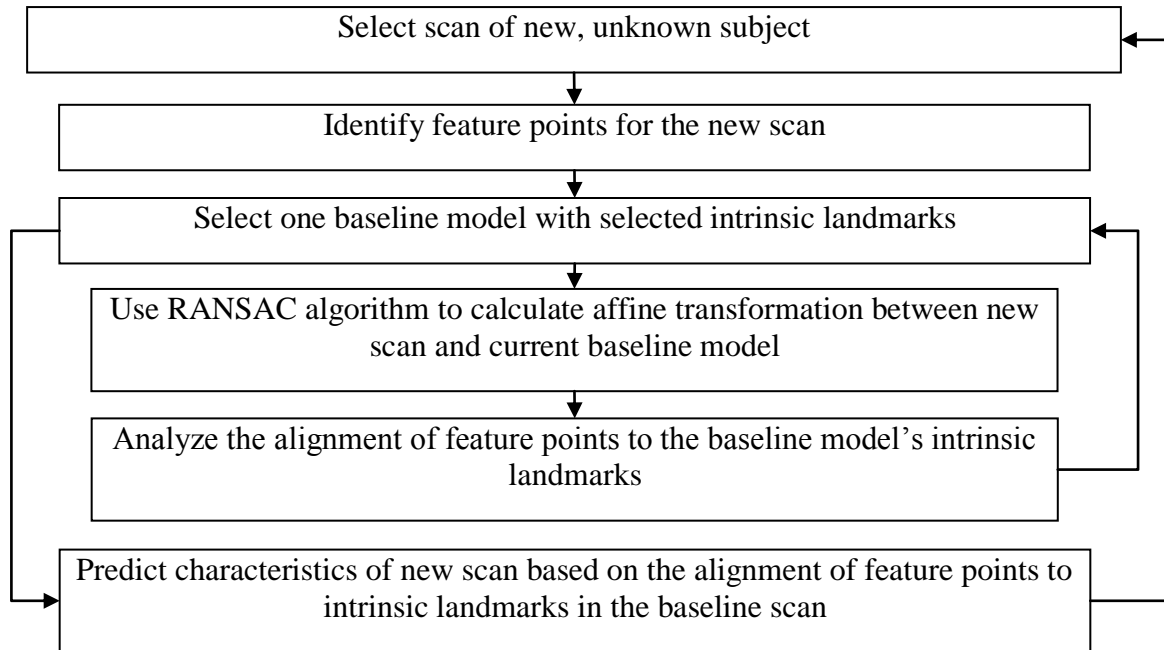 Select scan of new, unknown subject
Identify feature points for the new scan
Select one baseline model with selected intrinsic landmarks
Use RANSAC algorithm to calculate affine transformation between new
scan and current baseline model
Analyze the alignment of feature points to the baseline model’s intrinsic
landmarks
Predict characteristics of new scan based on the alignment of feature points to
intrinsic landmarks in the baseline scan